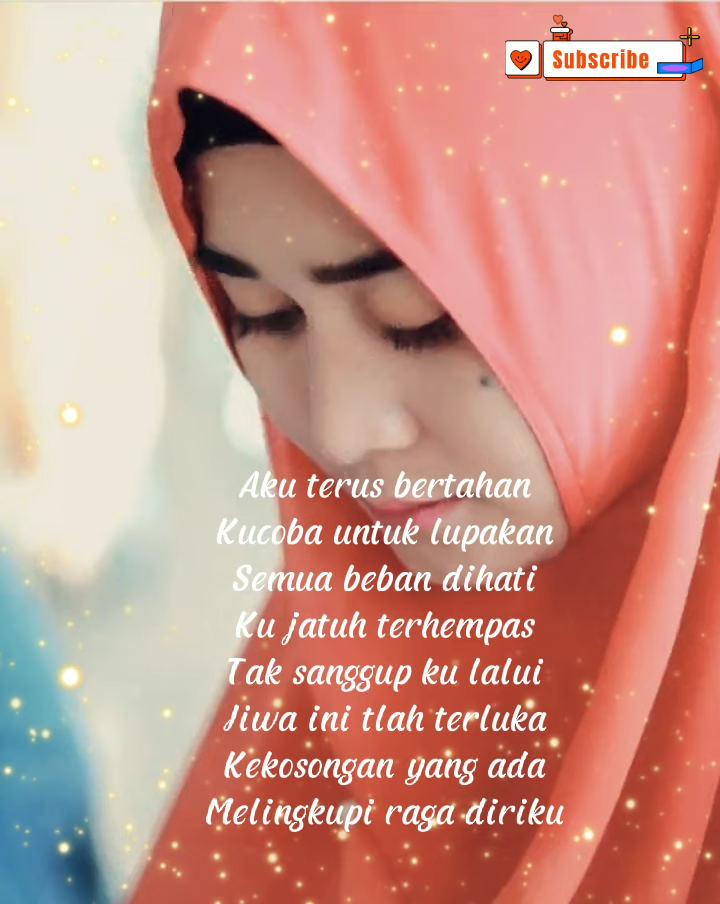 Subscribe
Aku terus bertahan
Kucoba untuk lupakan
Semua beban dihati
Ku jatuh terhempas
Tak sanggup ku lalui
Jiwa ini tlah terluka
Kekosongan yang ada
Melingkupi raga diriku